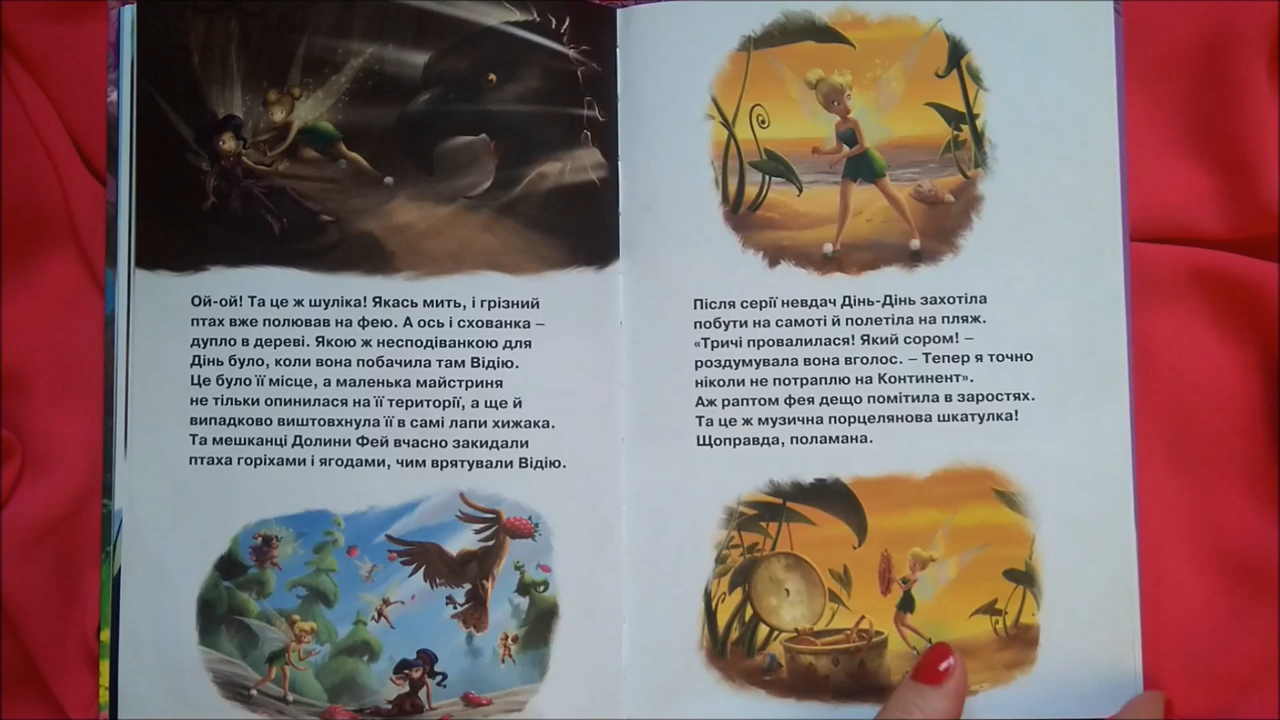 Ой-ой! Та це ж шуліка! Якась мить, і грізний
птах вже полював на фею. А ось і схованка –
дупло в дереві. Якою ж несподіванкою для
Дінь було, коли вона побачила там Відію.
Це було її місце, а маленька майстриня
не тільки опинилася на її території, а ще й
випадково виштовхнула її в самі лапи хижака.
Та мешканці Долини Фей вчасно закидали
птаха горіхами і ягодами, чим врятували Відію.
Після серії невдач Дінь-Дінь захотіла
побути на самоті й полетіла на пляж.
«Тричі провалилася! Який сором! –
роздумувала вона вголос. – Тепер я точно
ніколи не потраплю на Континент».
Аж раптом фея дещо помітила в заростях.
Та це ж музична порцелянова шкатулка!
Щоправда, поламана.